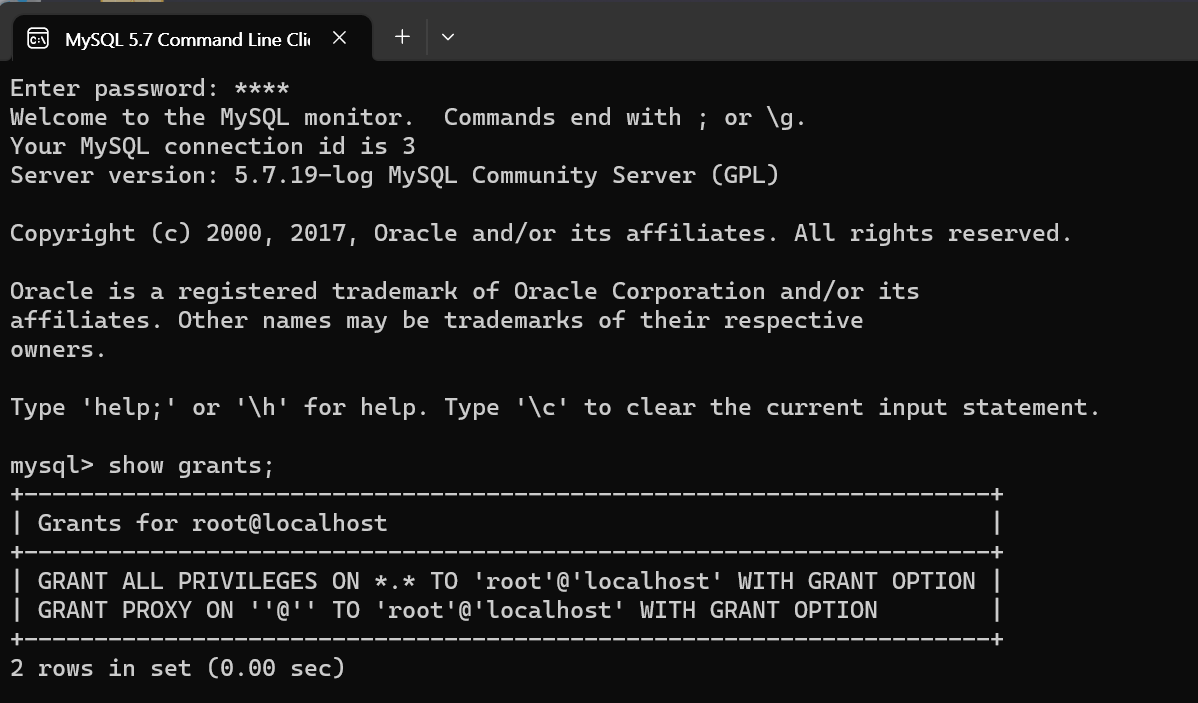 MySQL 5.7 Command Line Cli
Enter password: ****
Welcome to the MySQL monitor.  Commands end with ; or \g.
Your MySQL connection id is 3
Server version: 5.7.19-log MySQL Community Server (GPL)
Copyright (c) 2000, 2017, Oracle and/or its affiliates. All rights reserved.
Oracle is a registered trademark of Oracle Corporation and/or its
affiliates. Other names may be trademarks of their respective
owners.
Type 'help;' or '\h' for help. Type '\c' to clear the current input statement.
mysql> show grants;
+---------------------------------------------------------------------+
| Grants for root@localhost                                           |
+---------------------------------------------------------------------+
| GRANT ALL PRIVILEGES ON *.* TO 'root'@'localhost' WITH GRANT OPTION |
| GRANT PROXY ON ''@'' TO 'root'@'localhost' WITH GRANT OPTION        |
+---------------------------------------------------------------------+
2 rows in set (0.00 sec)